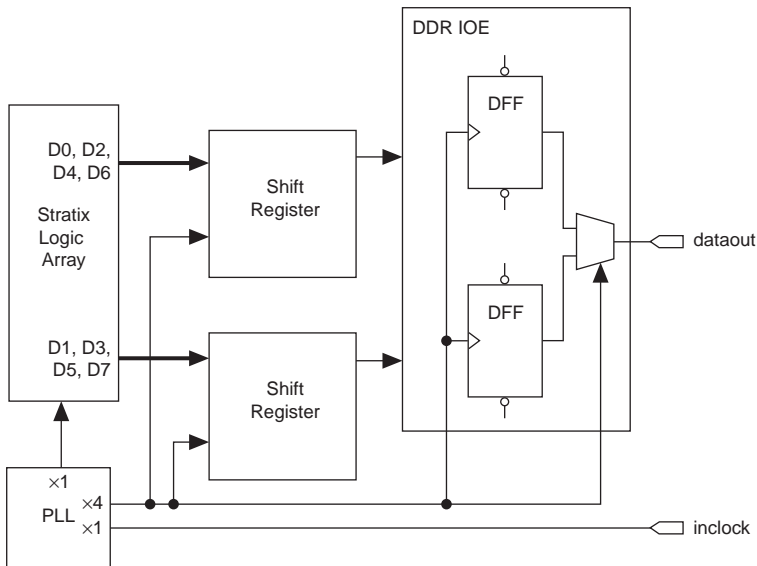 DDR IOE
DFF
D0, D2,
D4, D6
Stratix
Logic
Array
D1, D3,
D5, D7
Shift
Register
dataout
DFF
Shift
Register
×1
×4
PLL
×1
inclock